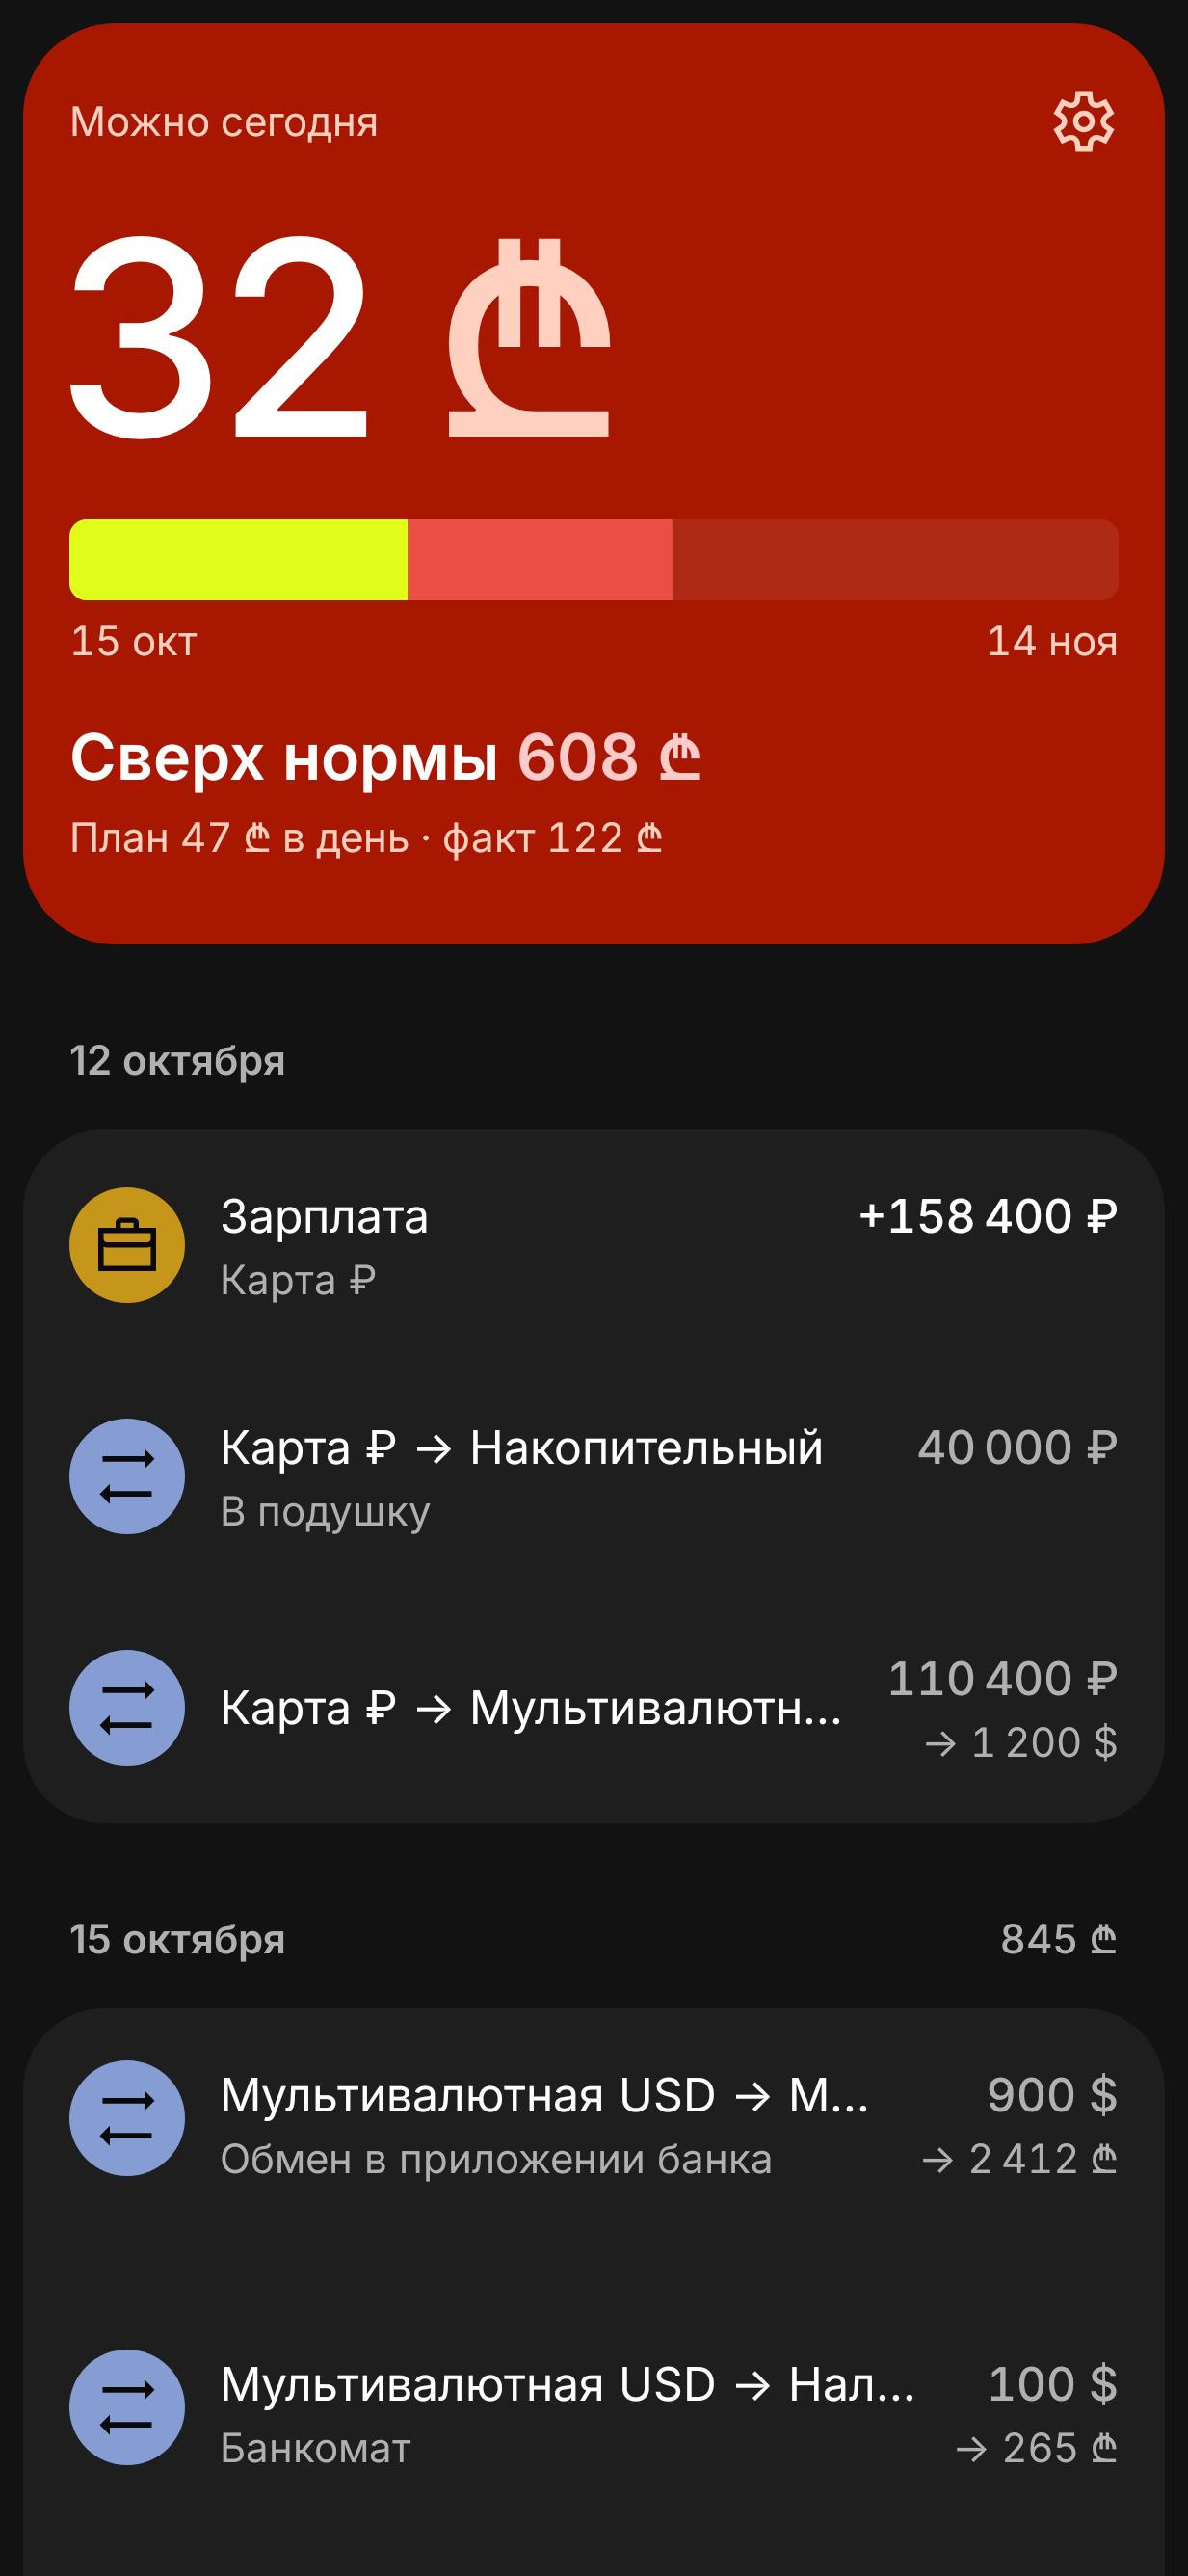 Можно сегодня
32 ₾
15 окт 14 ноя
Сверх нормы 608 ₾
План 47 ₾ в день · факт 122 ₾
12 октября
Зарплата +158 400 ₽
Карта ₽
Карта ₽ → Накопительный 40 000 ₽
В подушку
Карта ₽ → Мультивалютн... 110 400 ₽
→ 1 200 $
15 октября 845 ₾
Мультивалютная USD → М... 900 $
Обмен в приложении банка → 2 412 ₾
Мультивалютная USD → Нал... 100 $
Банкомат → 265 ₾